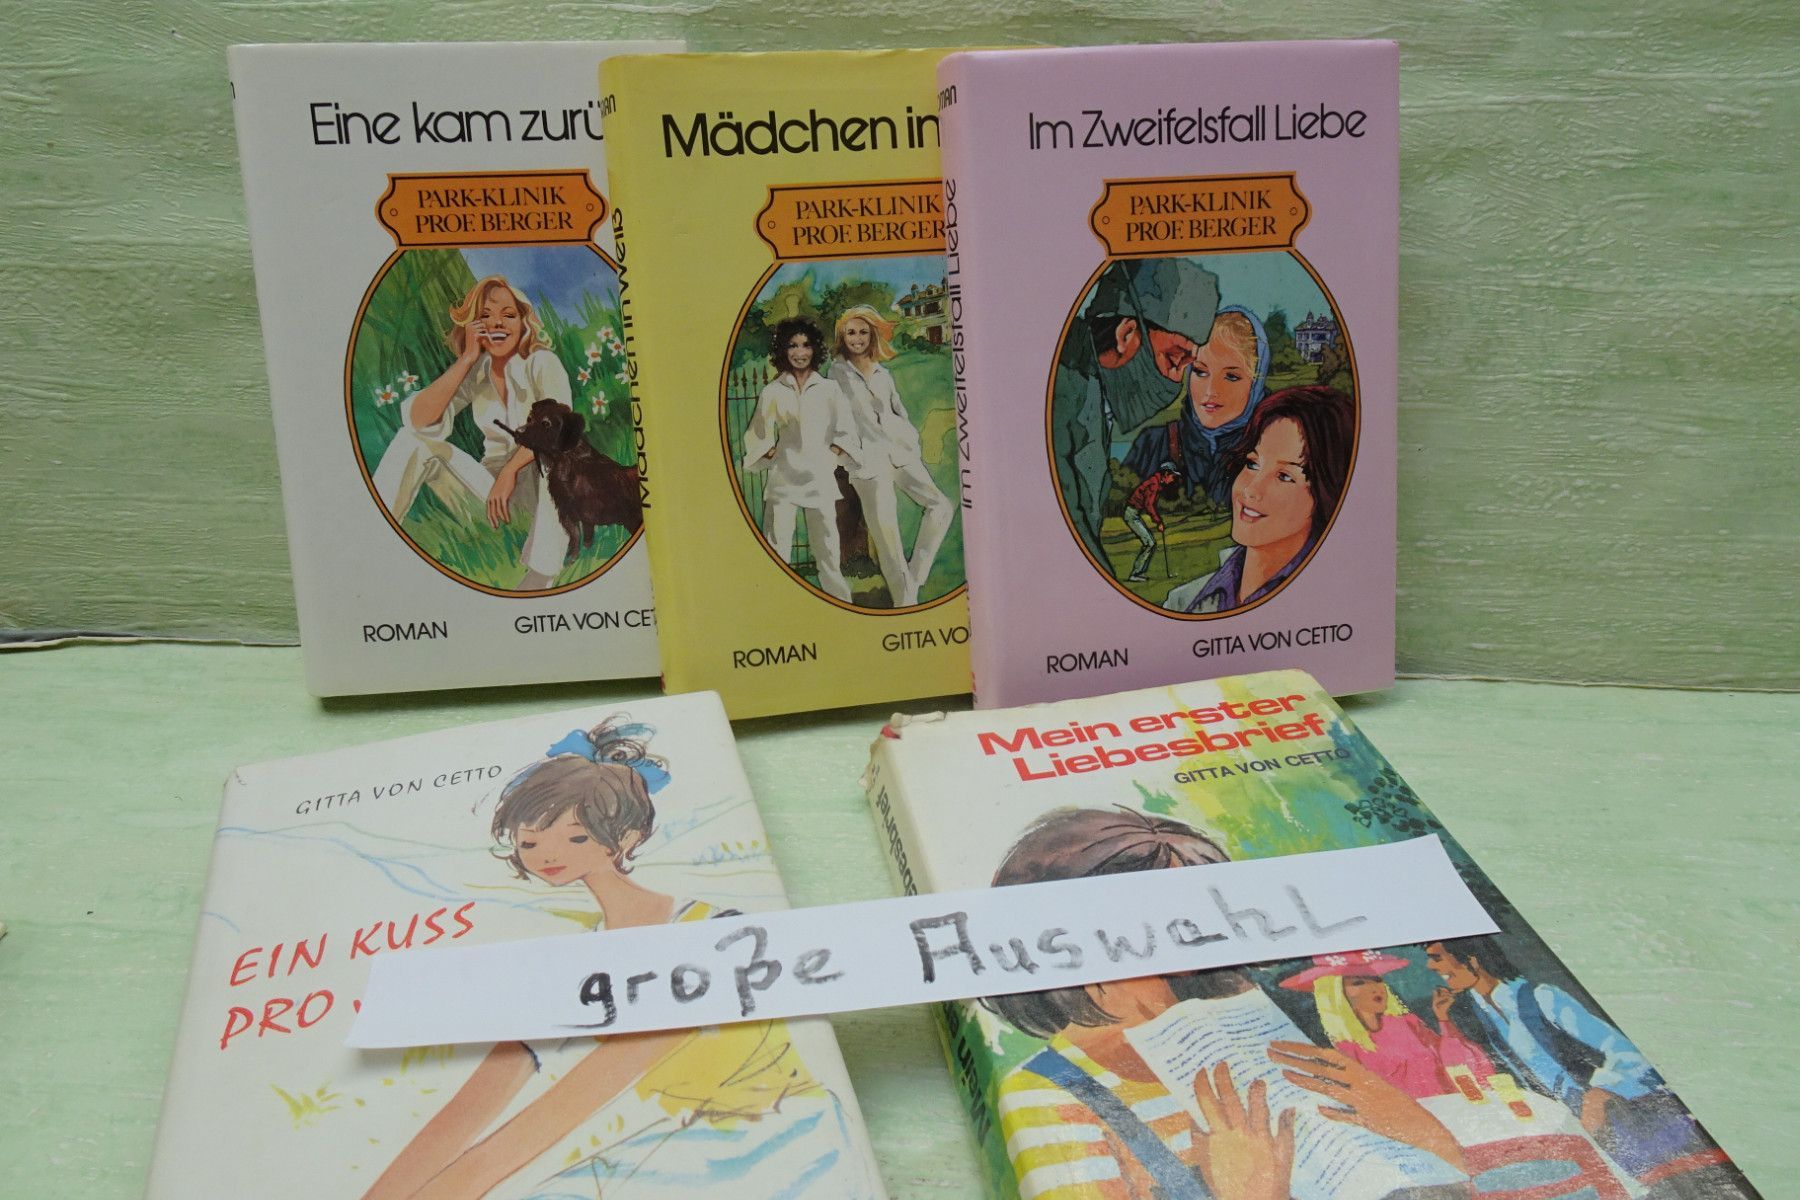 Eine kam zurü
PARK-KLINIK
PROF. BERGER
ROMAN
GITTA VON CET
Mädchen in weiß
Mädchen in
PARK-KLINIK
PROF. BERGER
ROMAN
GITTA VO
Im Zweifelsfall Liebe
Im Zweifelsfall Liebe
PARK-KLINIK
PROF. BERGER
ROMAN
GITTA VON CETTO
GITTA VON CETTO
EIN KUSS
PRO
Mein erster
Liebesbrief
GITTA VON CETTO
große Auswahl